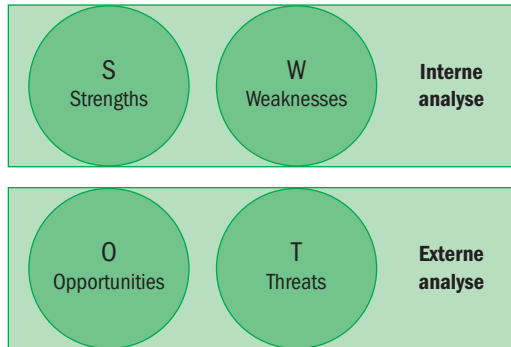 S
Strengths
W
Weaknesses
Interne
analyse
O
Opportunities
T
Threats
Externe
analyse